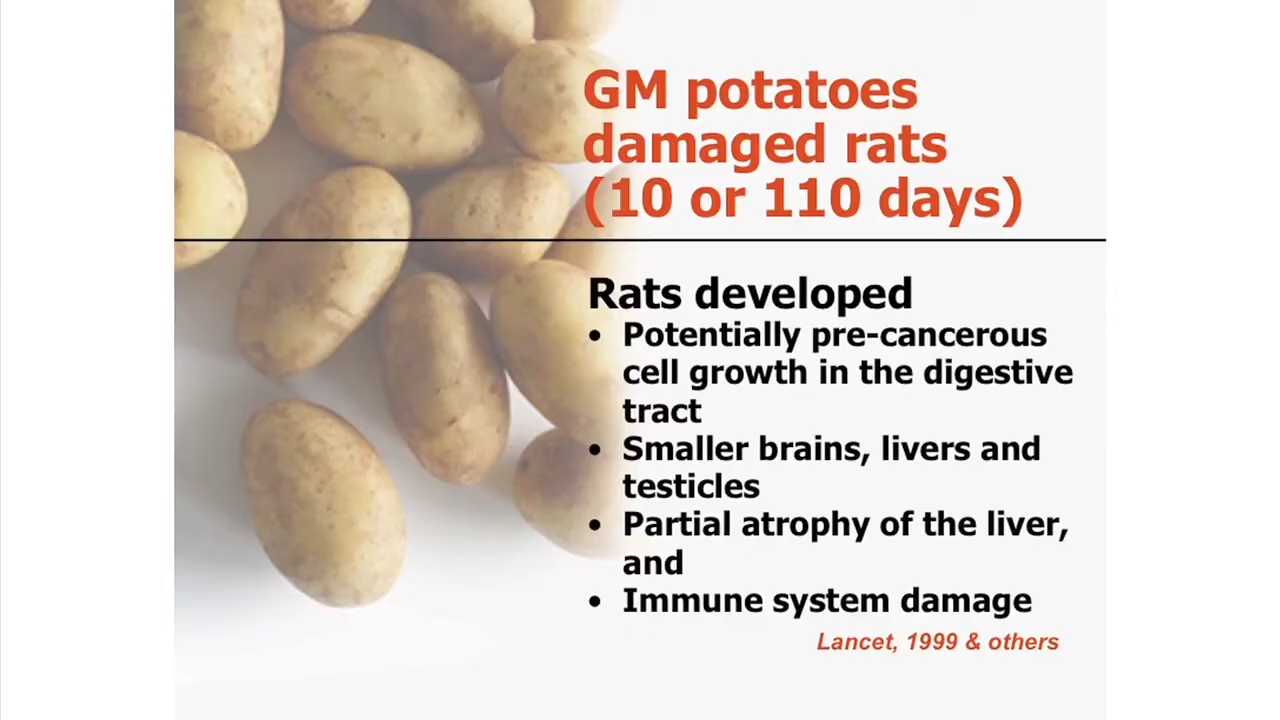 GM potatoes
damaged rats
(10 or 110 days)
Rats developed
• Potentially pre-cancerous
cell growth in the digestive
tract
• Smaller brains, livers and
testicles
• Partial atrophy of the liver,
and
• Immune system damage
Lancet, 1999 & others